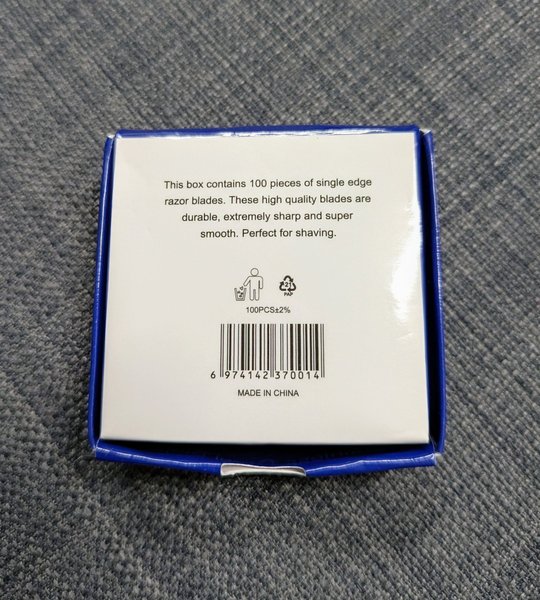 This box contains 100 pieces of single edge
razor blades. These high quality blades are
durable, extremely sharp and super
smooth. Perfect for shaving.
21
PAP
100PCS±2%
6 974142 370014
MADE IN CHINA